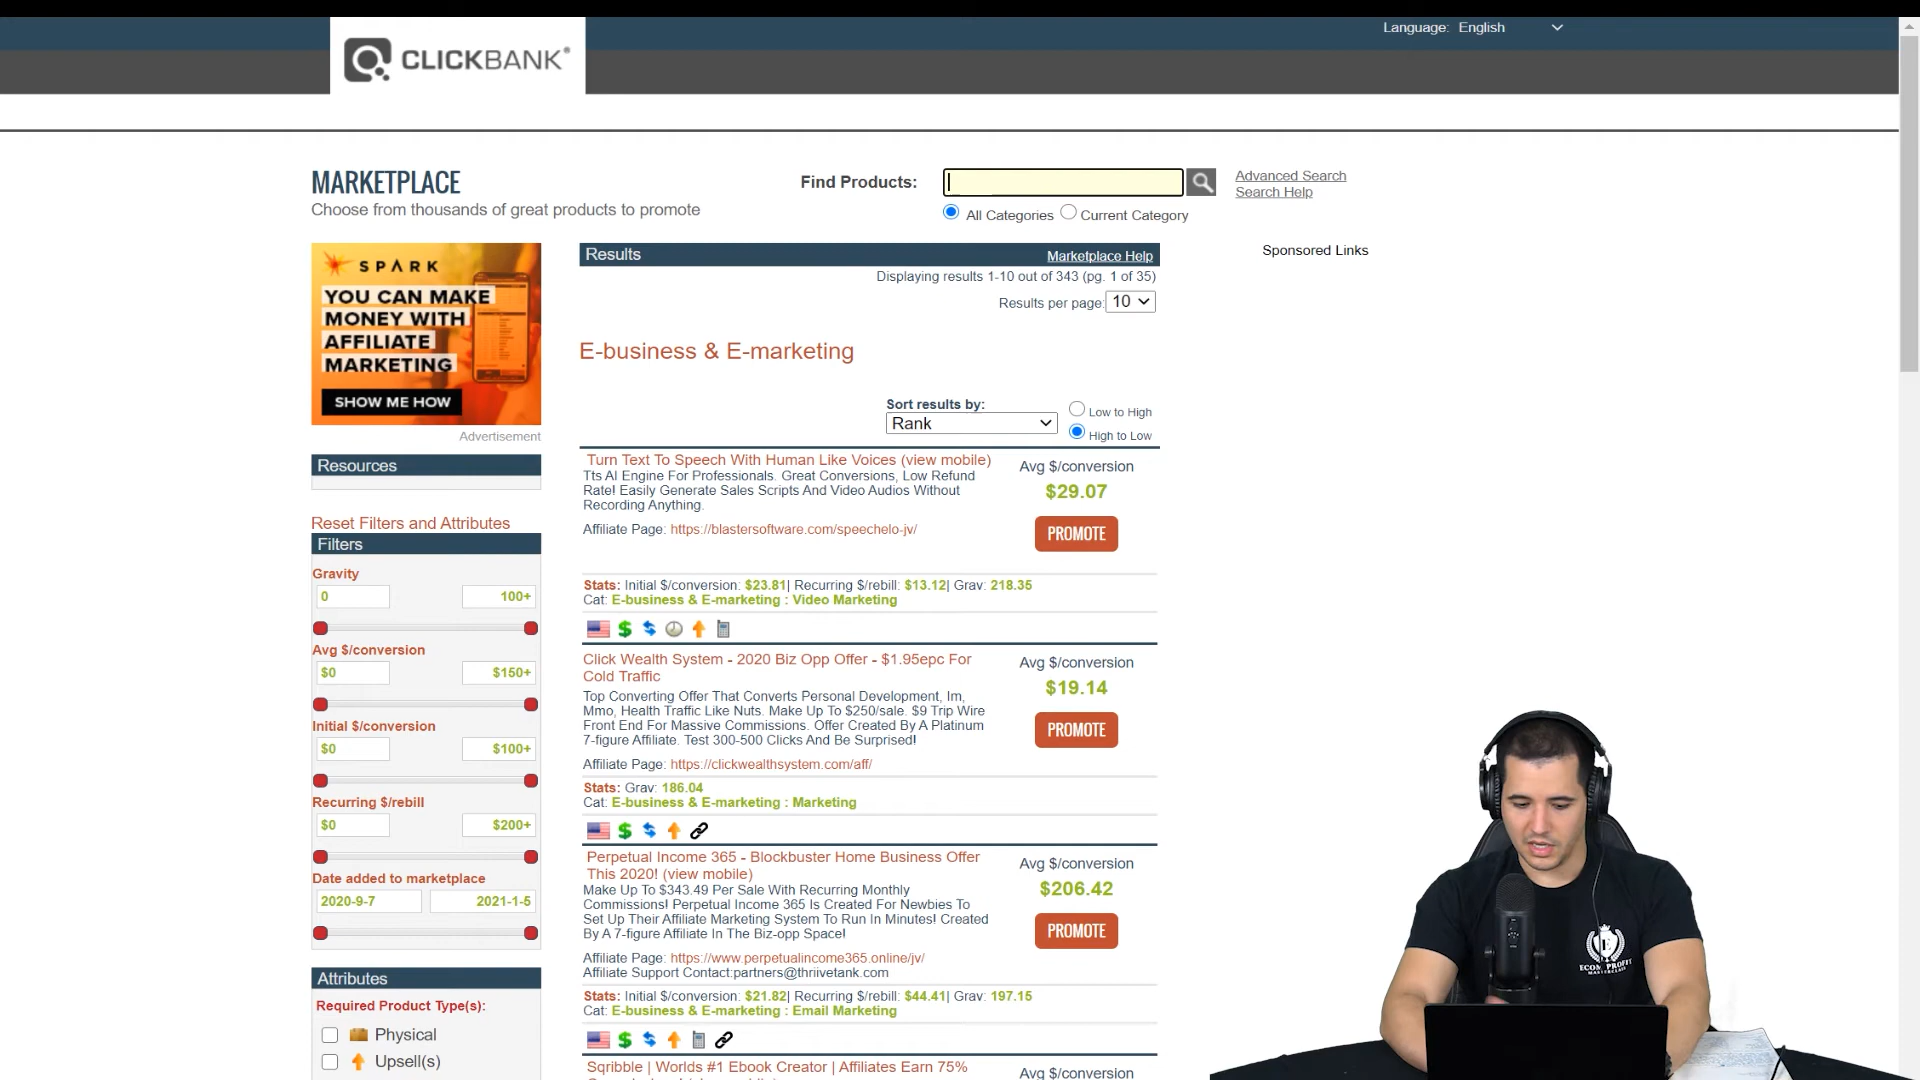 Language: English
CLICKBANK®
MARKETPLACE
Choose from thousands of great products to promote
Find Products:
Advanced Search
Search Help
All Categories Current Category
SPARK
YOU CAN MAKE
MONEY WITH
AFFILIATE
MARKETING
SHOW ME HOW
Advertisement
Resources
Reset Filters and Attributes
Filters
Gravity
0 100+
Avg $/conversion
$0 $150+
Initial $/conversion
$0 $100+
Recurring $/rebill
$0 $200+
Date added to marketplace
2020-9-7 2021-1-5
Attributes
Required Product Type(s):
Physical
Upsell(s)
Results Marketplace Help
Displaying results 1-10 out of 343 (pg. 1 of 35)
Results per page: 10
E-business & E-marketing
Sort results by:
Rank
Low to High
High to Low
Turn Text To Speech With Human Like Voices (view mobile)
Tts AI Engine For Professionals. Great Conversions, Low Refund
Rate! Easily Generate Sales Scripts And Video Audios Without
Recording Anything.
Affiliate Page: https://blastersoftware.com/speechelo-jv/
Avg $/conversion
$29.07
PROMOTE
Stats: Initial $/conversion: $23.81| Recurring $/rebill: $13.12| Grav: 218.35
Cat: E-business & E-marketing : Video Marketing
Click Wealth System - 2020 Biz Opp Offer - $1.95epc For
Cold Traffic
Top Converting Offer That Converts Personal Development, Im,
Mmo, Health Traffic Like Nuts. Make Up To $250/sale. $9 Trip Wire
Front End For Massive Commissions. Offer Created By A Platinum
7-figure Affiliate. Test 300-500 Clicks And Be Surprised!
Affiliate Page: https://clickwealthsystem.com/aff/
Avg $/conversion
$19.14
PROMOTE
Stats: Grav: 186.04
Cat: E-business & E-marketing : Marketing
Perpetual Income 365 - Blockbuster Home Business Offer
This 2020! (view mobile)
Make Up To $343.49 Per Sale With Recurring Monthly
Commissions! Perpetual Income 365 Is Created For Newbies To
Set Up Their Affiliate Marketing System To Run In Minutes! Created
By A 7-figure Affiliate In The Biz-opp Space!
Affiliate Page: https://www.perpetualincome365.online/jv/
Affiliate Support Contact:partners@thriivetank.com
Avg $/conversion
$206.42
PROMOTE
Stats: Initial $/conversion: $21.82| Recurring $/rebill: $44.41| Grav: 197.15
Cat: E-business & E-marketing : Email Marketing
Sqribble | Worlds #1 Ebook Creator | Affiliates Earn 75%
Avg $/conversion
Sponsored Links
ECOM PROFIT
MASTERCLASS